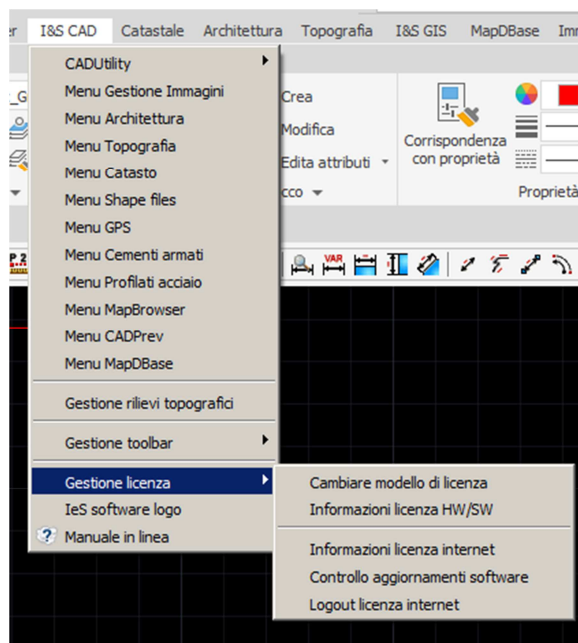 I&S CAD Catastale Architettura Topografia I&S GIS MapDBase
CADUtility
Menu Gestione Immagini
Menu Architettura
Menu Topografia
Menu Catasto
Menu Shape files
Menu GPS
Menu Cementi armati
Menu Profilati acciaio
Menu MapBrowser
Menu CADPrev
Menu MapDBase
Gestione rilievi topografici
Gestione toolbar
Gestione licenza
IeS software logo
Manuale in linea
Crea
Modifica
Edita attributi
cco
Corrispondenza
con proprietà
Proprietà
VAR
Cambiare modello di licenza
Informazioni licenza HW/SW
Informazioni licenza internet
Controllo aggiornamenti software
Logout licenza internet